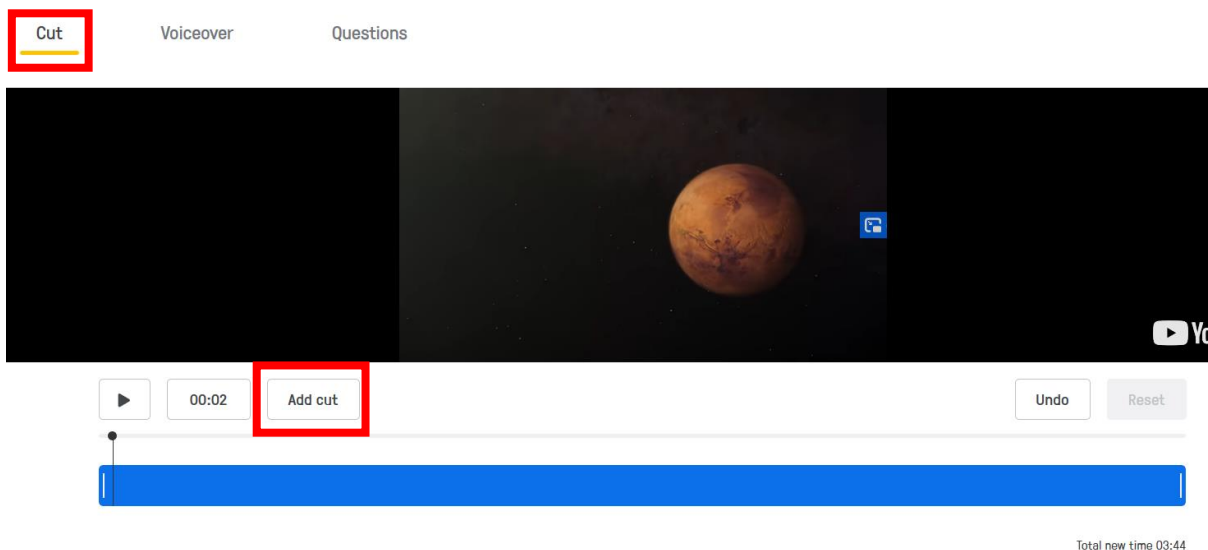 Cut Voiceover Questions
00:02 Add cut Undo Reset
Total new time 03:44